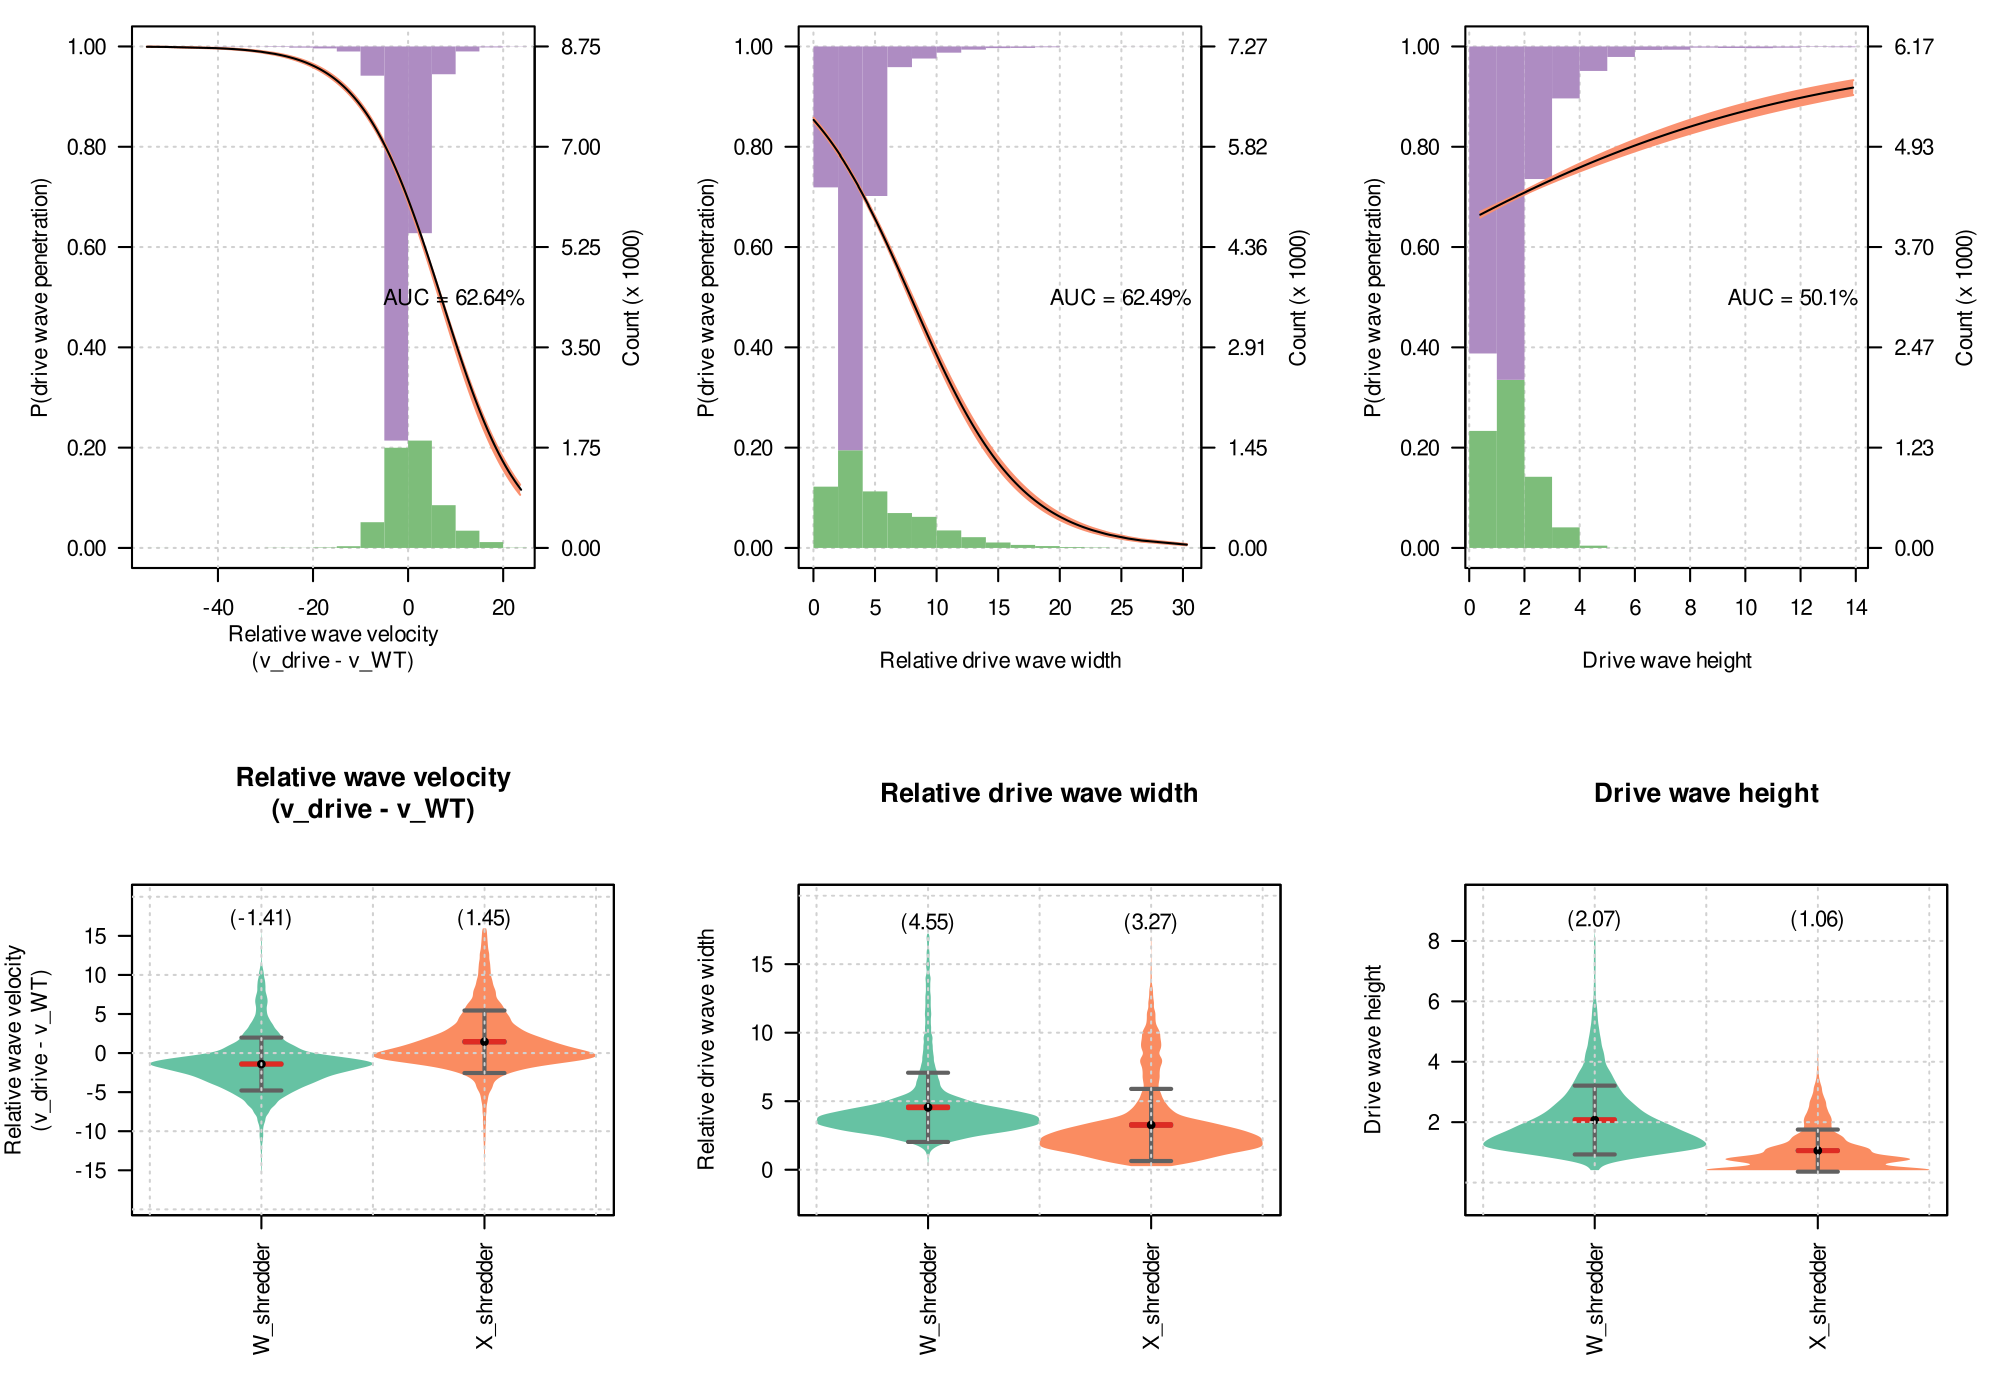 1.00
0.80
0.60
0.40
0.20
0.00
P(drive wave penetration)
8.75
7.00
5.25
3.50
1.75
0.00
Count (x 1000)
AUC = 62.64%
-40 -20 0 20
Relative wave velocity
(v_drive - v_WT)
1.00
0.80
0.60
0.40
0.20
0.00
P(drive wave penetration)
7.27
5.82
4.36
2.91
1.45
0.00
Count (x 1000)
AUC = 62.49%
0 5 10 15 20 25 30
Relative drive wave width
1.00
0.80
0.60
0.40
0.20
0.00
P(drive wave penetration)
6.17
4.93
3.70
2.47
1.23
0.00
Count (x 1000)
AUC = 50.1%
0 2 4 6 8 10 12 14
Drive wave height
Relative wave velocity
(v_drive - v_WT)
Relative wave velocity
(v_drive - v_WT)
15
10
5
0
-5
-10
-15
(-1.41) (1.45)
W_shredder
X_shredder
Relative drive wave width
Relative drive wave width
15
10
5
0
(4.55) (3.27)
W_shredder
X_shredder
Drive wave height
Drive wave height
8
6
4
2
(2.07) (1.06)
W_shredder
X_shredder